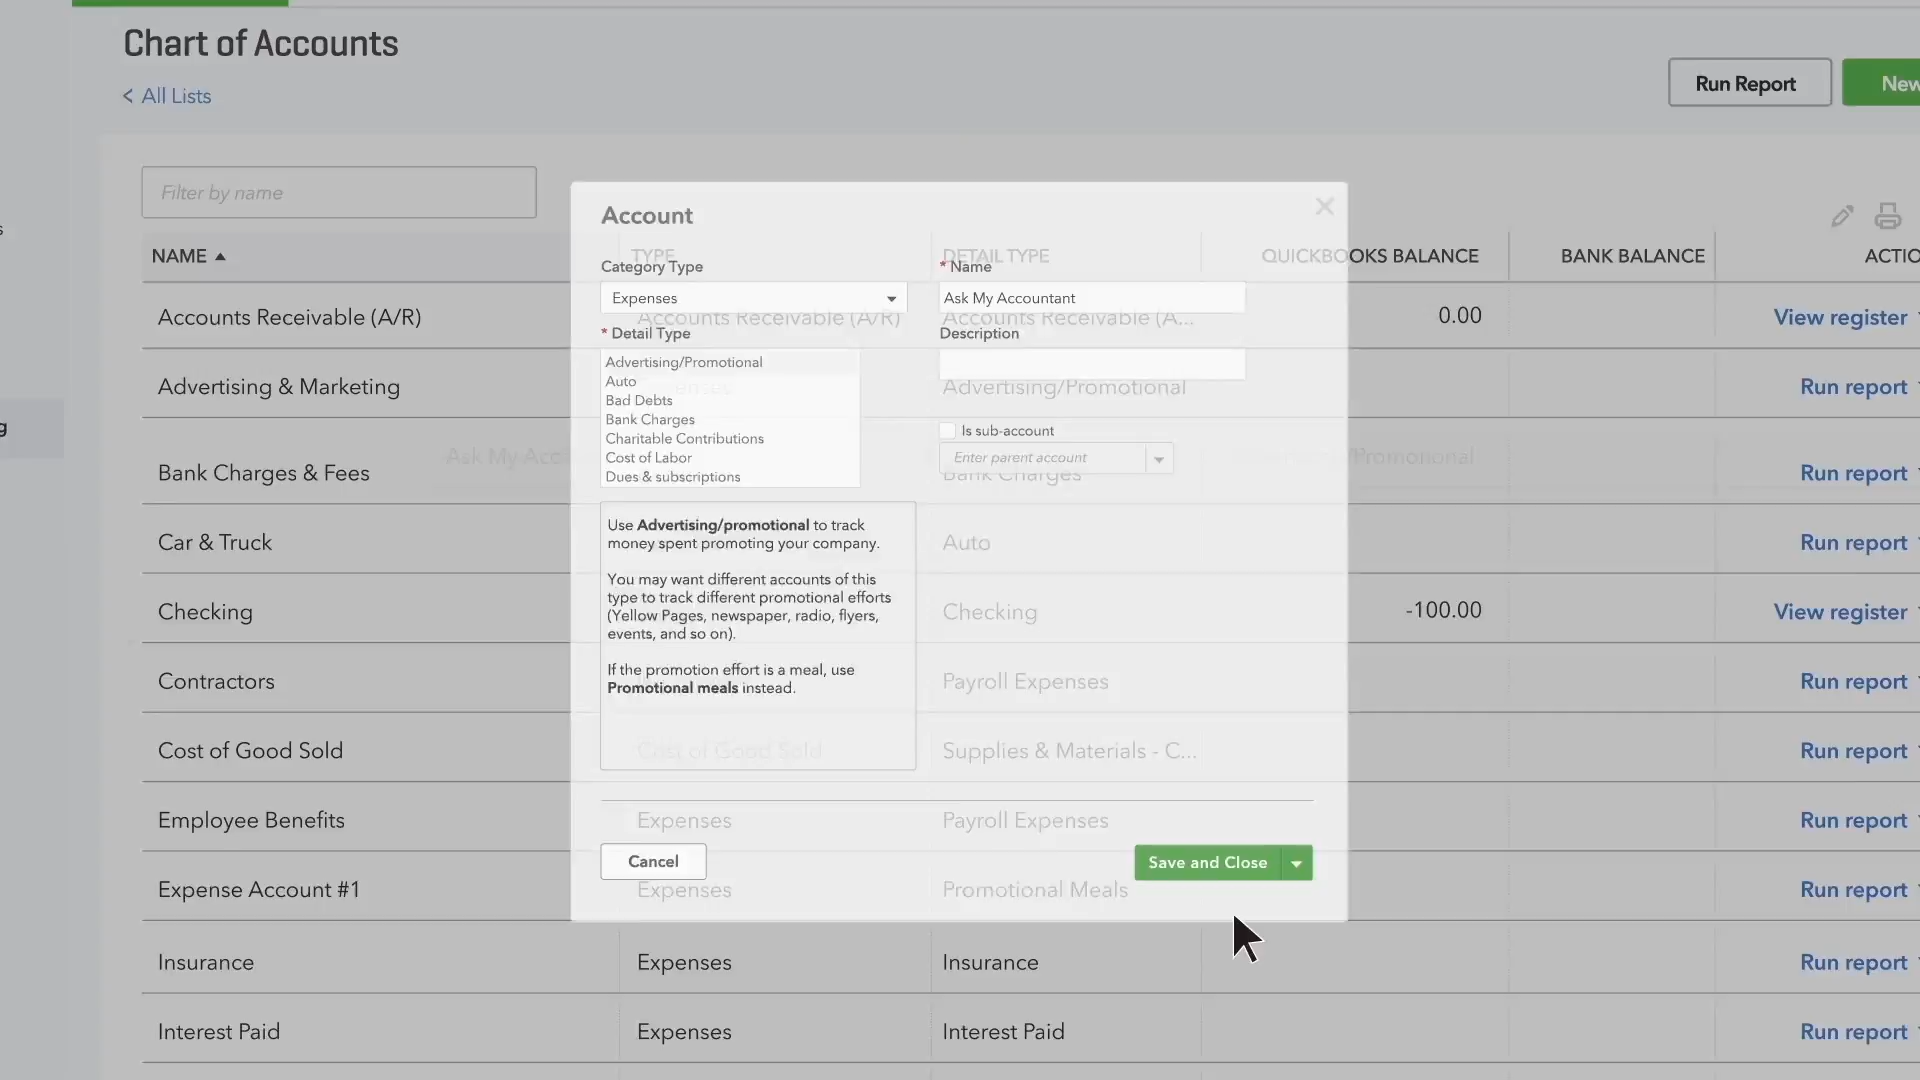 Chart of Accounts
< All Lists
Run Report
New
Filter by name
NAME
TYPE
DETAIL TYPE
QUICKBOOKS BALANCE
BANK BALANCE
ACTIO
Accounts Receivable (A/R)
Accounts Receivable (A/R)
Accounts Receivable (A...
0.00
View register
Advertising & Marketing
Advertising/Promotional
Run report
Bank Charges & Fees
Bank Charges
Run report
Car & Truck
Auto
Run report
Checking
Checking
-100.00
View register
Contractors
Payroll Expenses
Run report
Cost of Good Sold
Cost of Good Sold
Supplies & Materials - C...
Run report
Employee Benefits
Expenses
Payroll Expenses
Run report
Expense Account #1
Expenses
Promotional Meals
Run report
Insurance
Expenses
Insurance
Run report
Interest Paid
Expenses
Interest Paid
Run report
Account
Category Type
Expenses
* Detail Type
Advertising/Promotional
Auto
Bad Debts
Bank Charges
Charitable Contributions
Cost of Labor
Dues & subscriptions
Use Advertising/promotional to track
money spent promoting your company.
You may want different accounts of this
type to track different promotional efforts
(Yellow Pages, newspaper, radio, flyers,
events, and so on).
If the promotion effort is a meal, use
Promotional meals instead.
* Name
Ask My Accountant
Description
Is sub-account
Enter parent account
Cancel
Save and Close